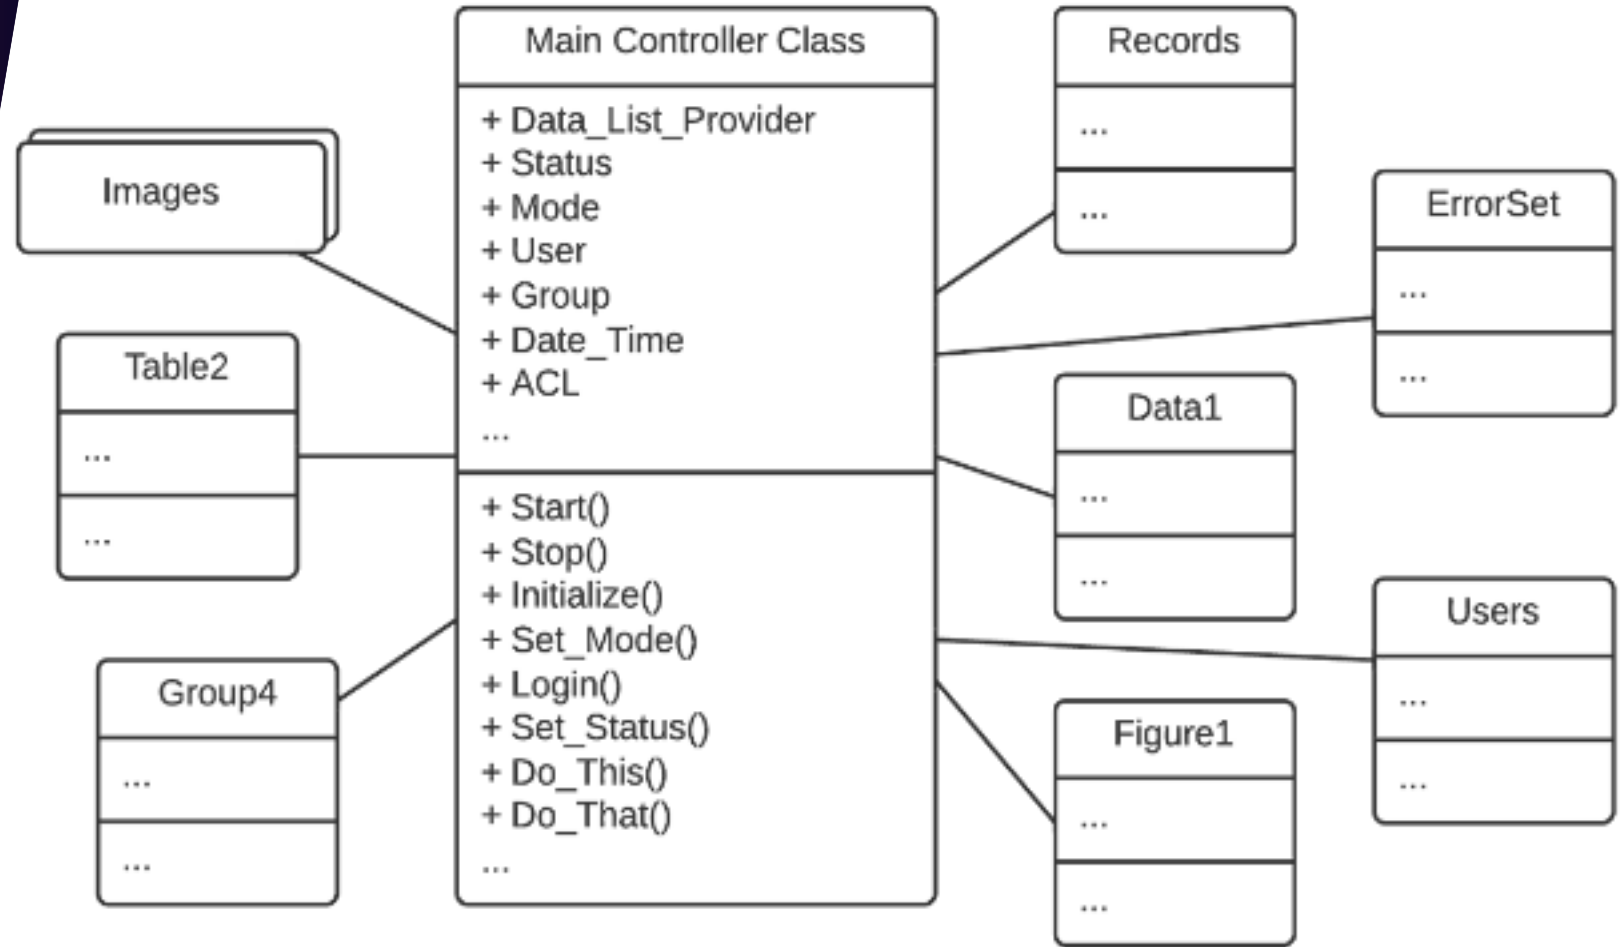 Main Controller Class
+ Data_List_Provider
+ Status
+ Mode
+ User
+ Group
+ Date_Time
+ ACL
...
+ Start()
+ Stop()
+ Initialize()
+ Set_Mode()
+ Login()
+ Set_Status()
+ Do_This()
+ Do_That()
...
Images
Table2
...
...
Group4
...
...
Records
...
...
ErrorSet
...
...
Data1
...
...
Users
...
...
Figure1
...
...